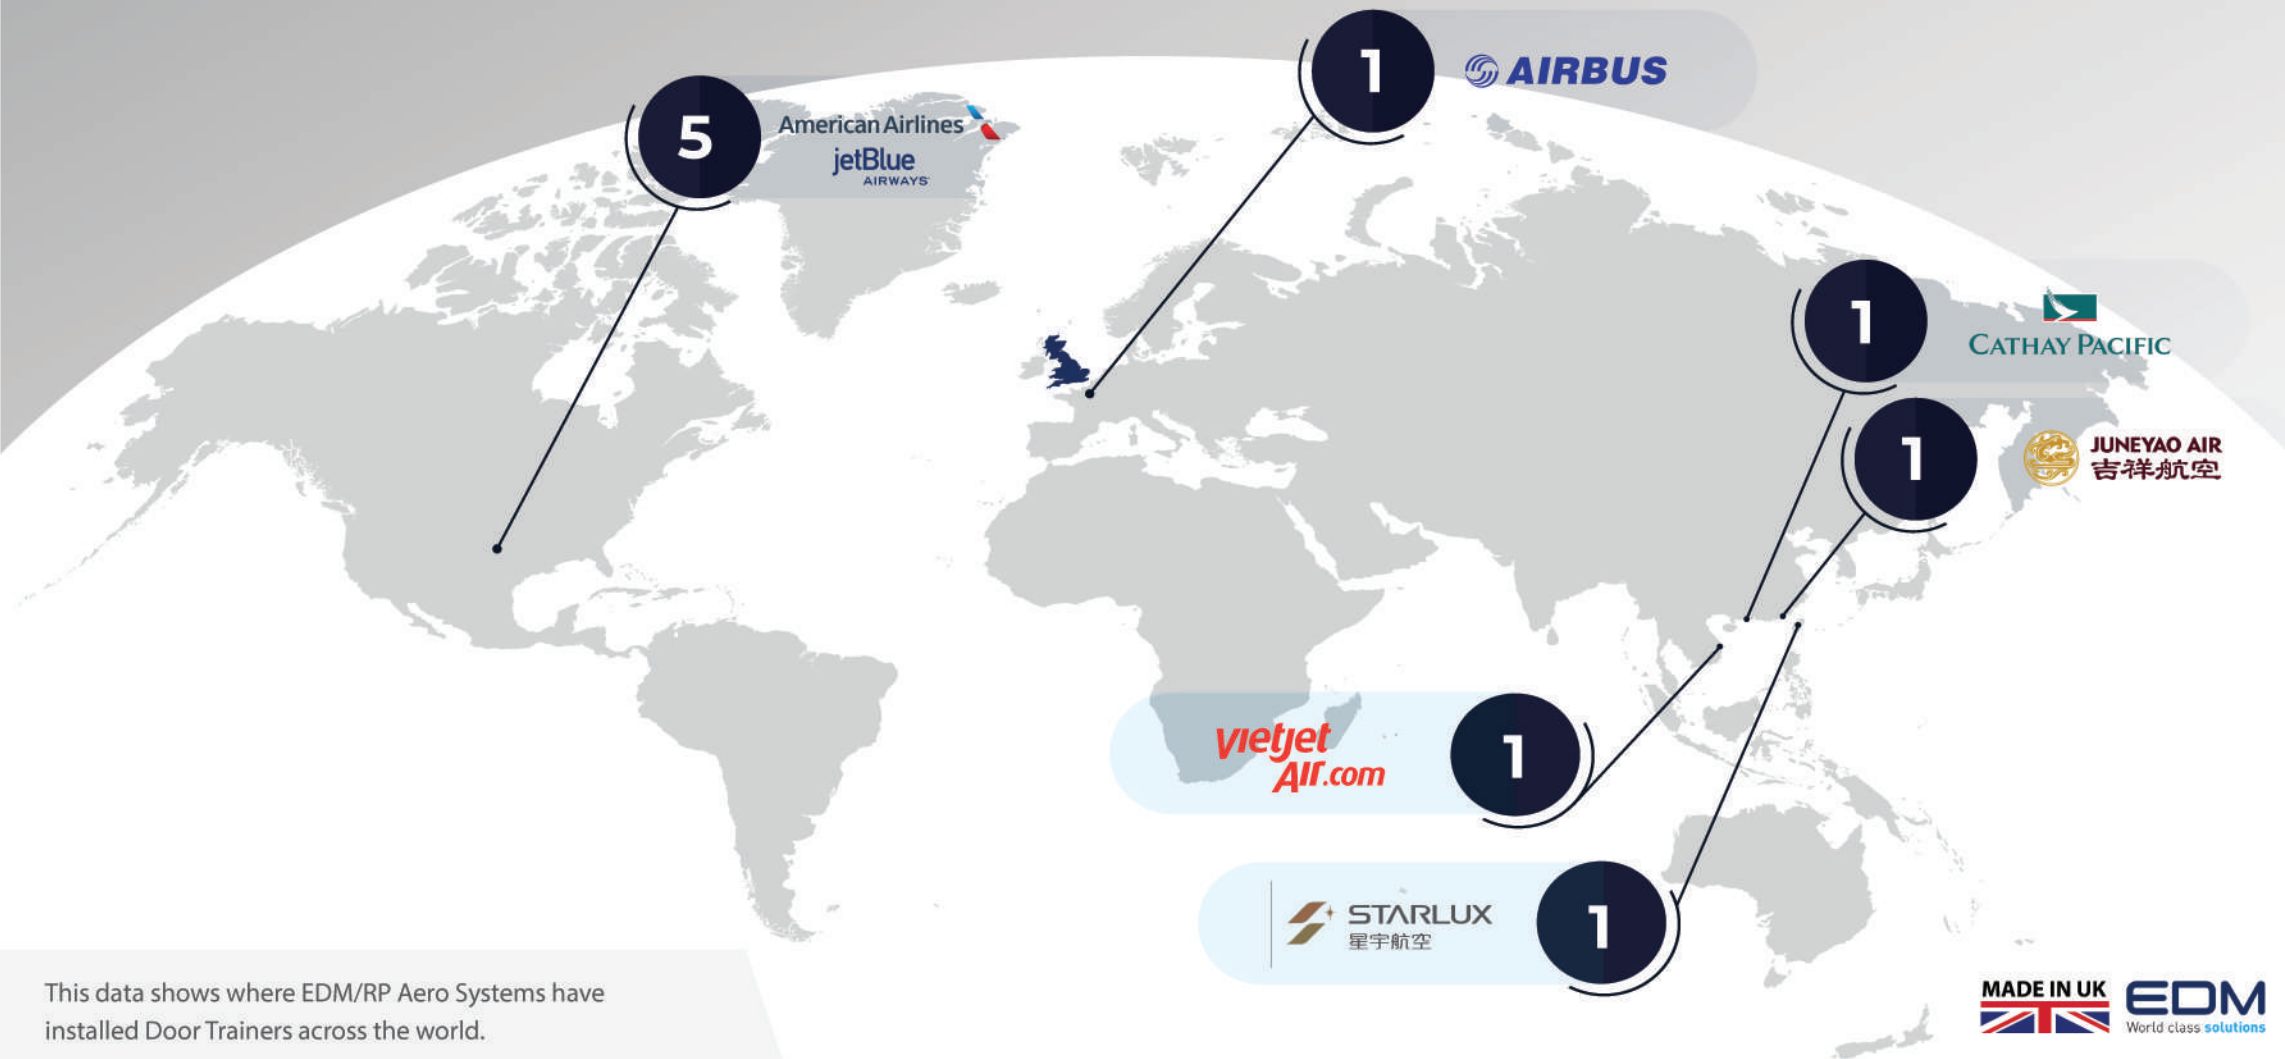 5
American Airlines
jetBlue
AIRWAYS
1
AIRBUS
1
CATHAY PACIFIC
1
JUNEYAO AIR
吉祥航空
vietjet
Air.com
1
STARLUX
星宇航空
1
This data shows where EDM/RP Aero Systems have
installed Door Trainers across the world.
MADE IN UK
EDM
World class solutions